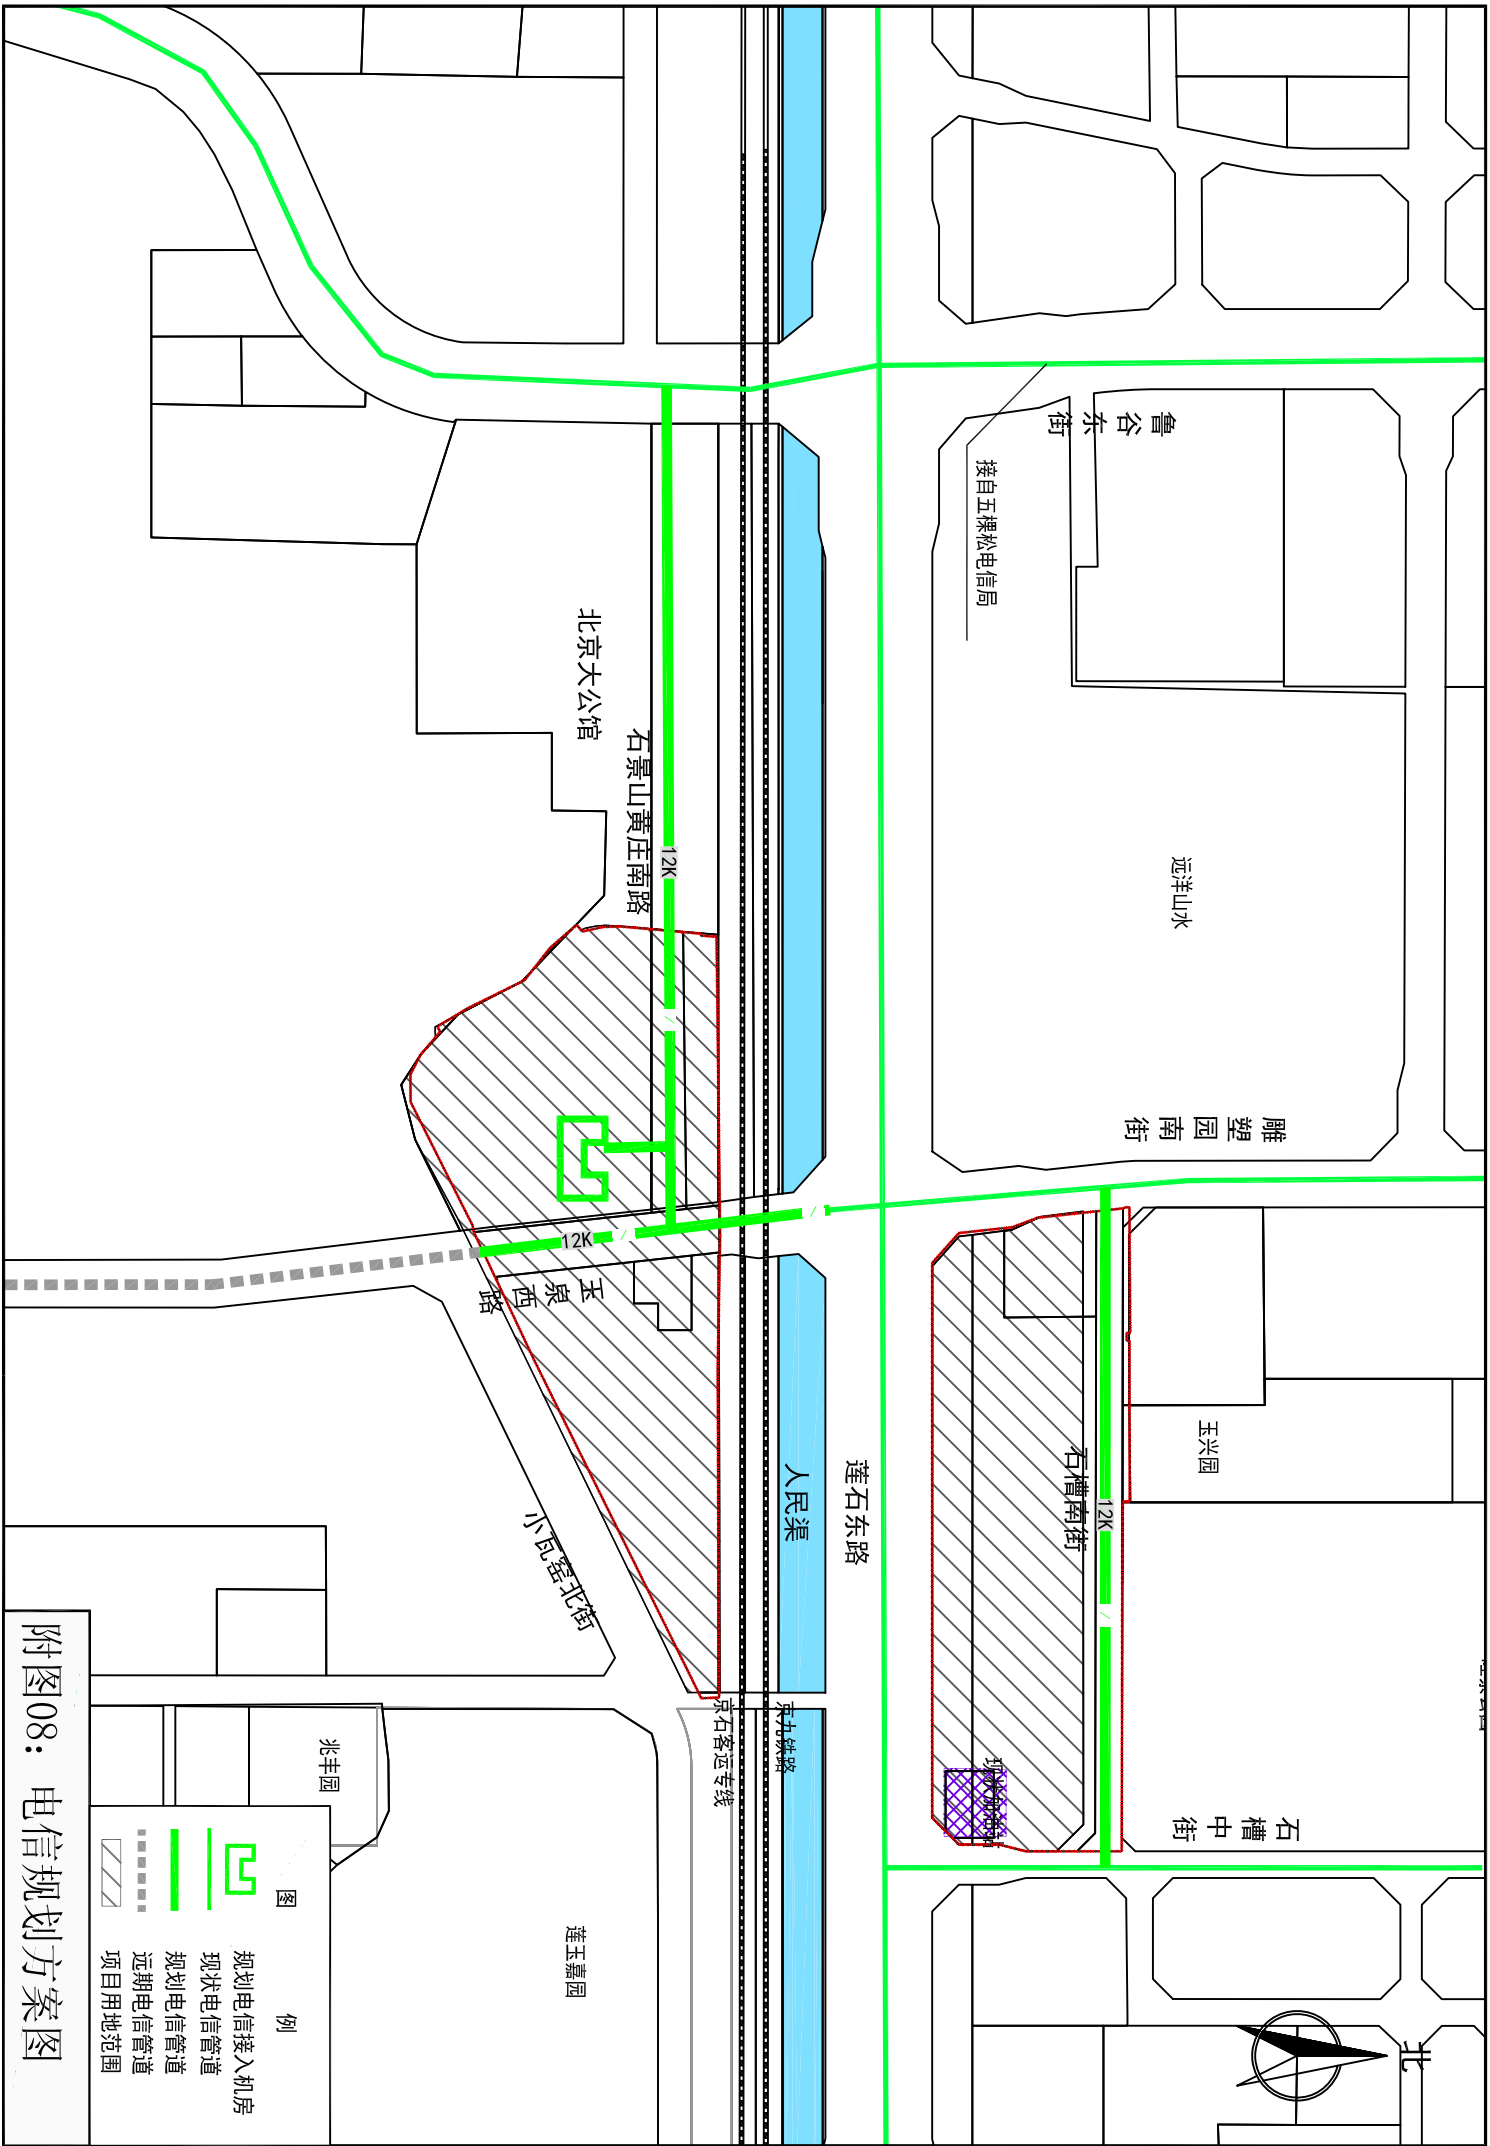 北
鲁谷东街
接自五棵松电信局
远洋山水
雕塑园南街
玉兴园
石槽南街
12K
石槽中街
现状加油站
莲石东路
人民渠
京九铁路
京石客运专线
北京大公馆
石景山黄庄南路
12K
12K
玉泉西路
小瓦窑北街
兆丰园
莲玉嘉园
图 例
规划电信接入机房
现状电信管道
规划电信管道
远期电信管道
项目用地范围
附图08: 电信规划方案图